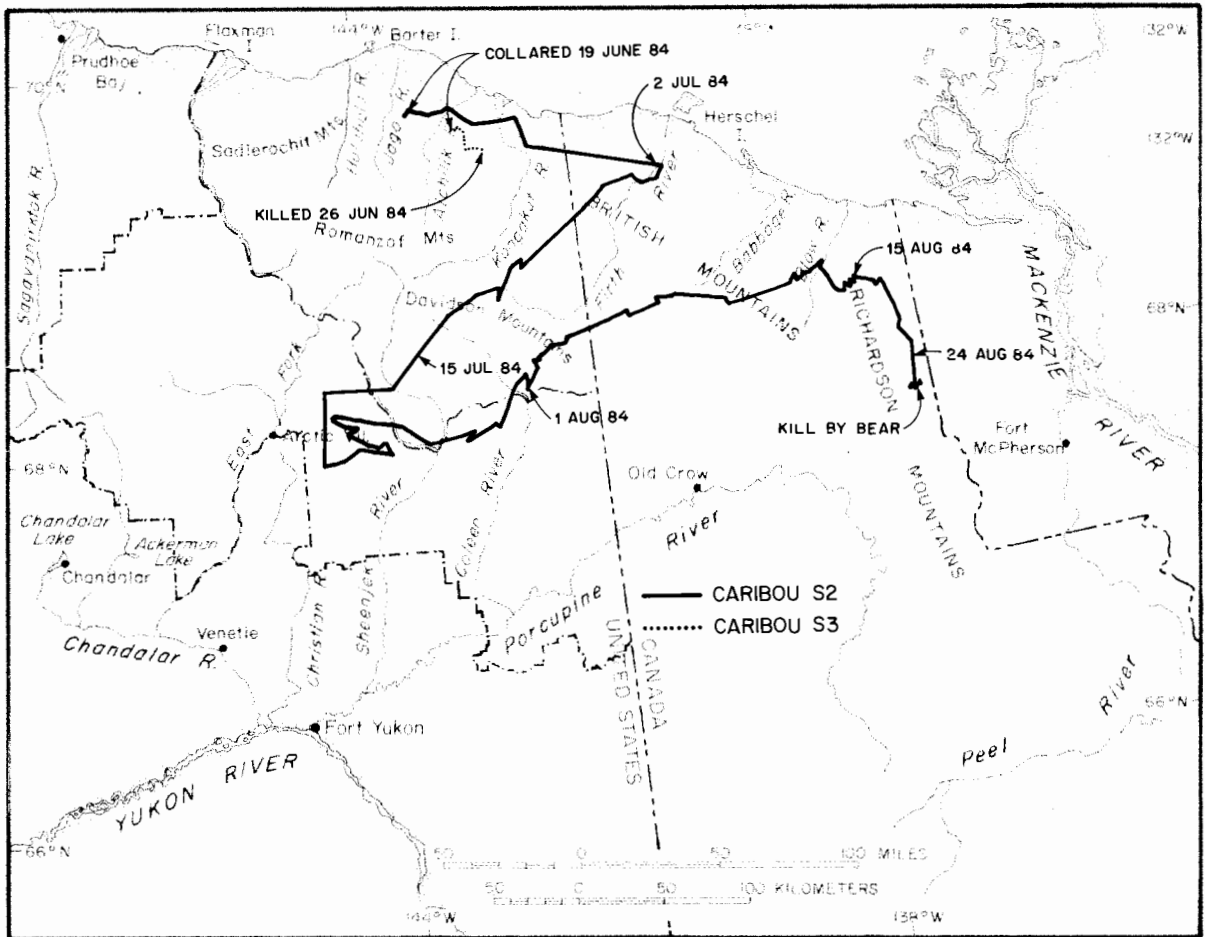 144°W
132°W
Flaxman
I
Barter I.
Prudhoe
Bay
COLLARED 19 JUNE 84
2 JUL 84
70°N
Herschel
I
132°W
Sadlerochit Mts
Hulahula R
Jago R
Aichilik R
KILLED 26 JUN 84
Romanzof Mts
Kongakut R
River
Firth
BRITISH
MOUNTAINS
Babbage R
Blow R
15 AUG 84
MACKENZIE
RIVER
68°N
Sagavanirktok R.
Davidson Mountains
15 JUL 84
1 AUG 84
RICHARDSON
MOUNTAINS
24 AUG 84
KILL BY BEAR
East
Fork
Arctic
68°N
Fort
McPherson
Old Crow
Porcupine
River
Chandalar
Lake
Ackerman
Lake
Chandalar
Sheenjek
River
Coleen
River
Christian R.
Venetie
Chandalar R.
CARIBOU S2
CARIBOU S3
UNITED STATES
CANADA
66°N
Peel
River
Fort Yukon
YUKON RIVER
66°N
50 0 50 100 MILES
50 0 50 100 KILOMETERS
144°W
138°W